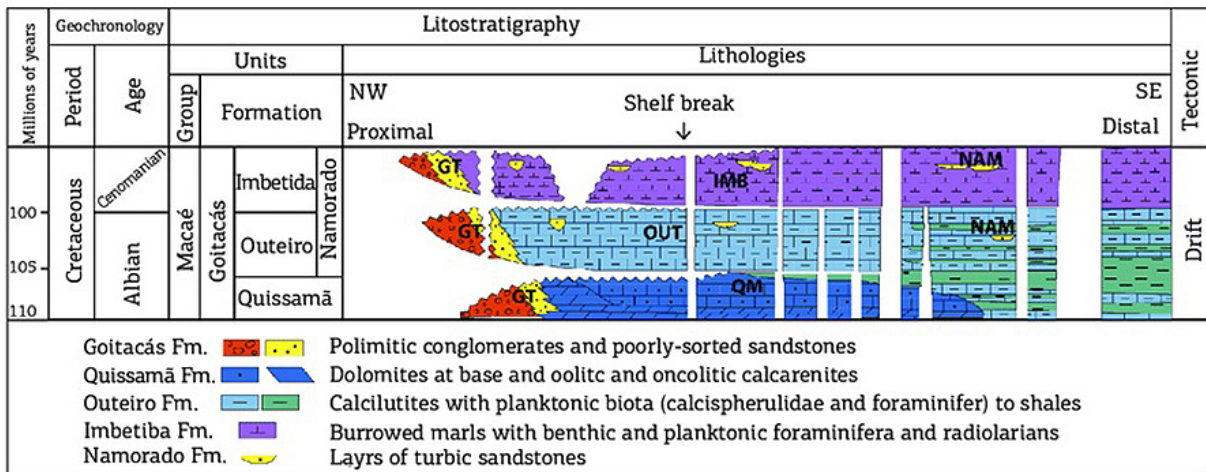 Millions of years
Geochronology
Period
Age
Litostratigraphy
Units
Group
Formation
Lithologies
NW
Proximal
Shelf break
↓
SE
Distal
Tectonic
100
105
110
Cretaceous
Cenomanian
Albian
Macaé
Goitacás
Imbetida
Outeiro
Quissamã
Namorado
GT
IMB
NAM
GT
OUT
NAM
GT
QM
Drift
Goitacás Fm. Polimitic conglomerates and poorly-sorted sandstones
Quissamã Fm. Dolomites at base and oolitc and oncolitic calcarenites
Outeiro Fm. Calcilutites with planktonic biota (calcispherulidae and foraminifer) to shales
Imbetiba Fm. Burrowed marls with benthic and planktonic foraminifera and radiolarians
Namorado Fm. Layrs of turbic sandstones